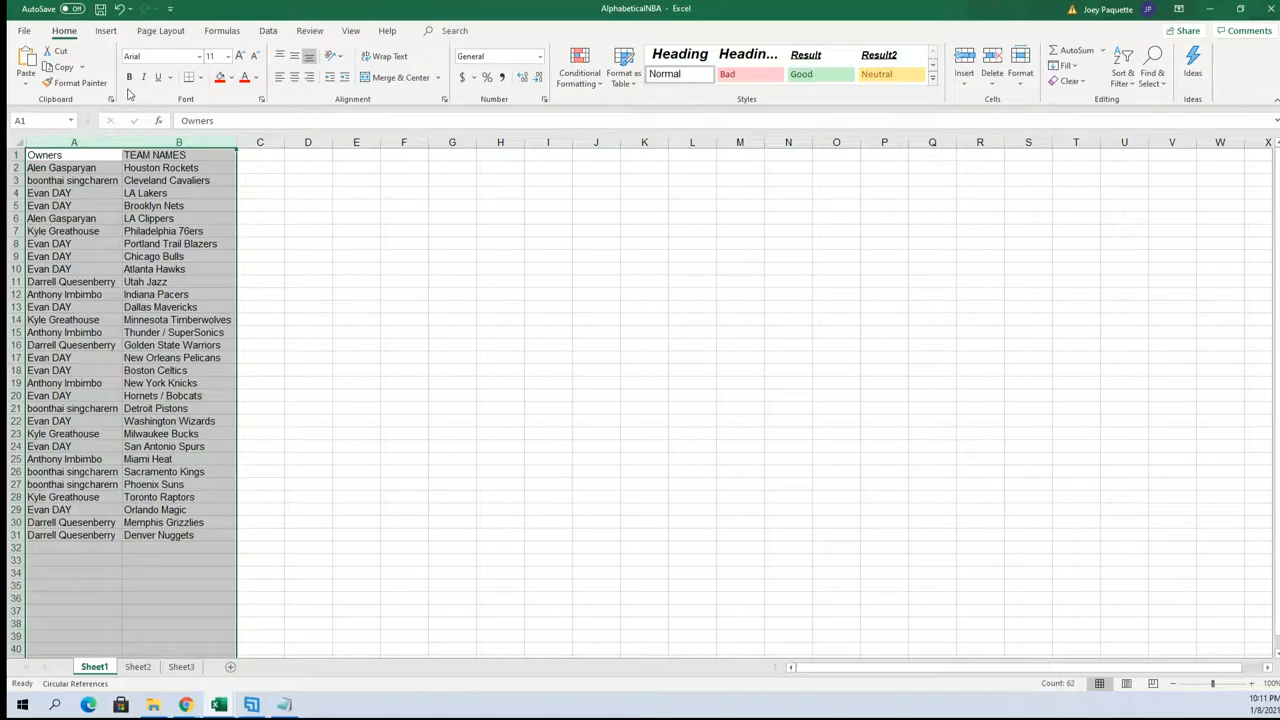 AutoSave Off AlphabeticalNBA - Excel Joey Paquette JP
File Home Insert Page Layout Formulas Data Review View Help Search Share Comments
Cut Arial 11 Wrap Text General Heading Headin... Result Result2 AutoSum
Copy Fill
Paste Format Painter Merge & Center Conditional Formatting Format as Table Normal Bad Good Neutral Insert Delete Format Clear Sort & Filter Find & Select Ideas
Clipboard Font Alignment Number Styles Cells Editing Ideas
A1 fx Owners
A B C D E F G H I J K L M N O P Q R S T U V W X
1 Owners TEAM NAMES
2 Alen Gasparyan Houston Rockets
3 boonthai singcharern Cleveland Cavaliers
4 Evan DAY LA Lakers
5 Evan DAY Brooklyn Nets
6 Alen Gasparyan LA Clippers
7 Kyle Greathouse Philadelphia 76ers
8 Evan DAY Portland Trail Blazers
9 Evan DAY Chicago Bulls
10 Evan DAY Atlanta Hawks
11 Darrell Quesenberry Utah Jazz
12 Anthony Imbimbo Indiana Pacers
13 Evan DAY Dallas Mavericks
14 Kyle Greathouse Minnesota Timberwolves
15 Anthony Imbimbo Thunder / SuperSonics
16 Darrell Quesenberry Golden State Warriors
17 Evan DAY New Orleans Pelicans
18 Evan DAY Boston Celtics
19 Anthony Imbimbo New York Knicks
20 Evan DAY Hornets / Bobcats
21 boonthai singcharern Detroit Pistons
22 Evan DAY Washington Wizards
23 Kyle Greathouse Milwaukee Bucks
24 Evan DAY San Antonio Spurs
25 Anthony Imbimbo Miami Heat
26 boonthai singcharern Sacramento Kings
27 boonthai singcharern Phoenix Suns
28 Kyle Greathouse Toronto Raptors
29 Evan DAY Orlando Magic
30 Darrell Quesenberry Memphis Grizzlies
31 Darrell Quesenberry Denver Nuggets
32
33
34
35
36
37
38
39
40
Sheet1 Sheet2 Sheet3
Ready Circular References Count: 62 100%
10:11 PM
1/8/2021